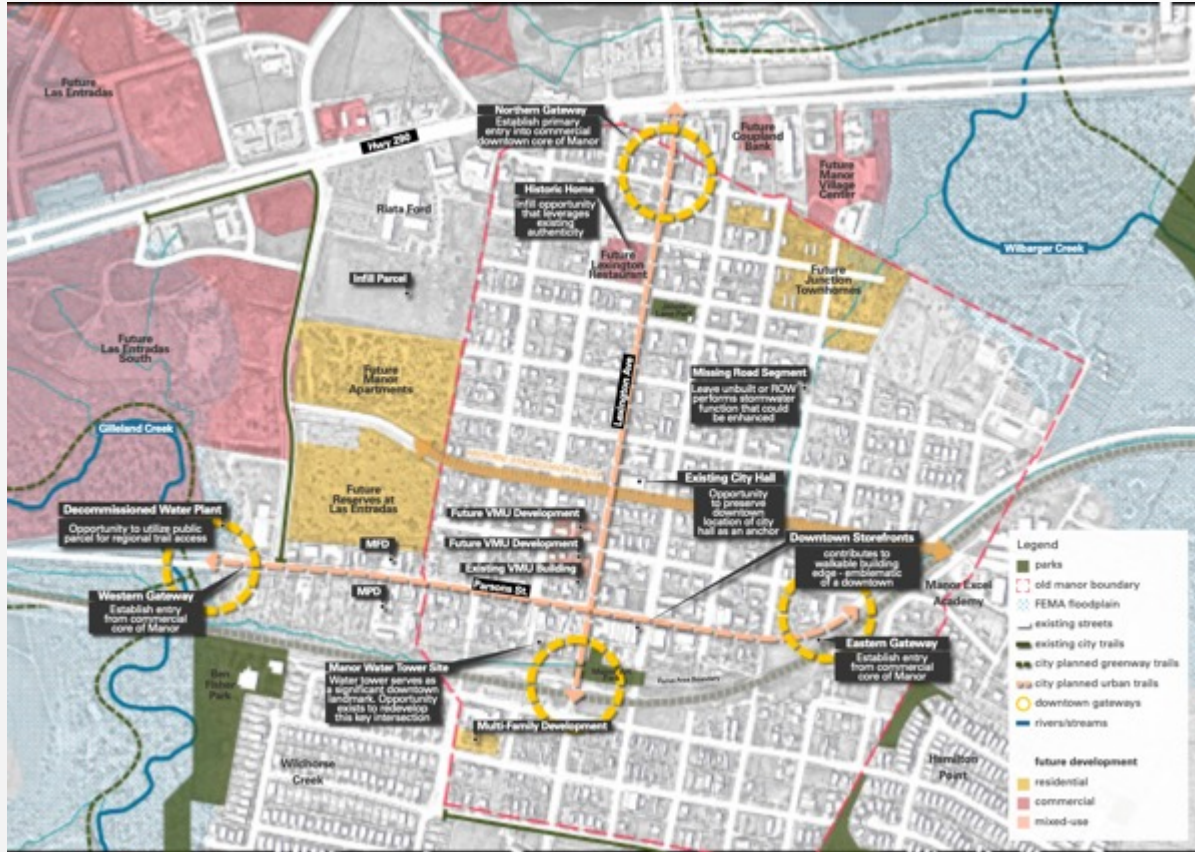 Future
Las Entradas
Hwy 290
Northern Gateway
Establish primary
entry into commercial
downtown core of Manor
Future
Coupland
Bank
Future
Manor
Village
Center
Historic Home
Infill opportunity
that leverages
existing
authenticity
Riata Ford
Wilbarger Creek
Future
Lexington
Restaurant
Future
Junction
Townhomes
Infill Parcel
Future
Las Entradas
South
Future
Manor
Apartments
Lexington Ave
Missing Road Segment
Leave unbuilt or ROW
performs stormwater
function that could
be enhanced
Gilleland Creek
Existing City Hall
Opportunity
to preserve
downtown
location of city
hall as an anchor
Future
Reserves at
Las Entradas
Decommissioned Water Plant
Opportunity to utilize public
parcel for regional trail access
Future VMU Development
Future VMU Development
Existing VMU Building
Downtown Storefronts
contributes to
walkable building
edge - emblematic
of a downtown
MFD
MPD
Parsons St.
Manor Excel
Academy
Western Gateway
Establish entry
from commercial
core of Manor
Eastern Gateway
Establish entry
from commercial
core of Manor
Manor Water Tower Site
Water tower serves as
a significant downtown
landmark. Opportunity
exists to redevelop
this key intersection
Ben
Fisher
Park
Multi-Family Development
Wildhorse
Creek
Hamilton
Point
Legend
parks
old manor boundary
FEMA floodplain
existing streets
existing city trails
city planned greenway trails
city planned urban trails
downtown gateways
rivers/streams
future development
residential
commercial
mixed-use